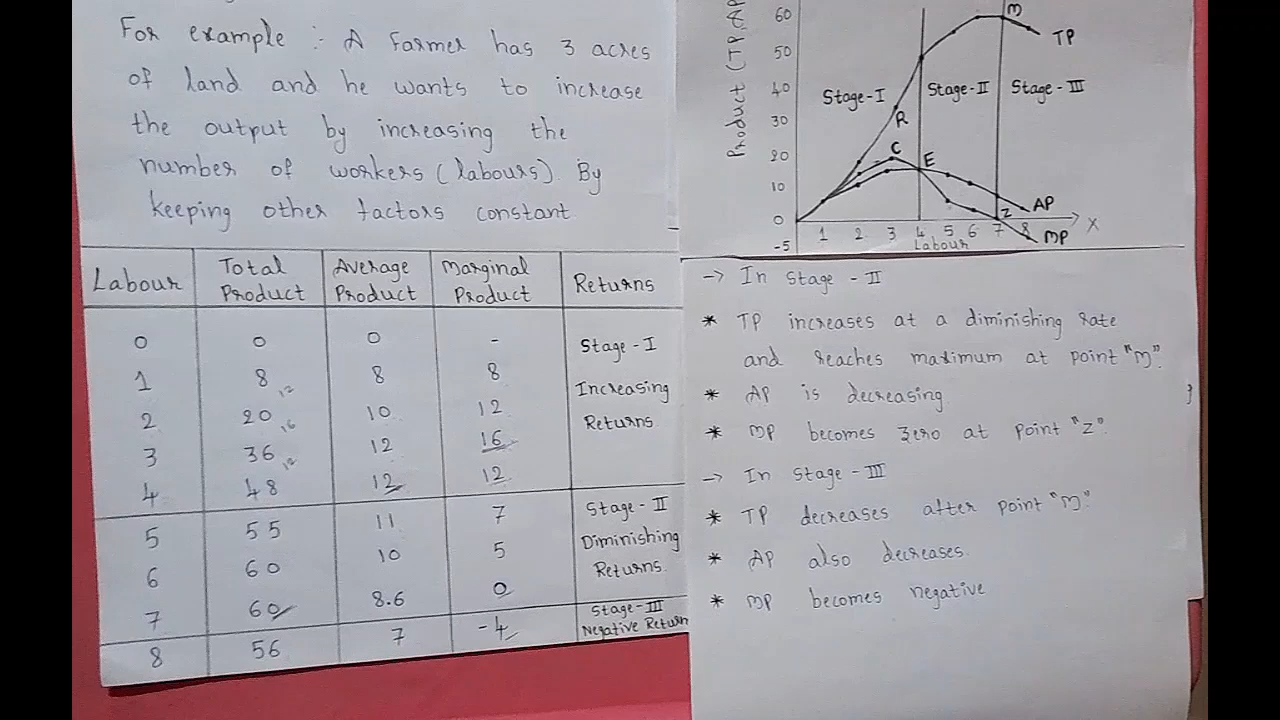 For example :- A farmer has 3 acres
of land and he wants to increase
the output by increasing the
number of workers (labours). By
keeping other factors constant
Labour Total Product Average Product Marginal Product Returns
0 0 0 -
1 8 8 8
2 20 10 12
3 36 12 16
4 48 12 12
5 55 11 7
6 60 10 5
7 60 8.6 0
8 56 7 -4
12
16
12
Stage-I
Increasing
Returns.
Stage-II
Diminishing
Returns.
Stage-III
Negative Return
Product (TP, AP
60
50
40
30
20
10
0
-5
1 2 3 4 5 6 7 8
Labour
X
Stage-I Stage-II Stage-III
M
TP
R
C
E
AP
Z
MP
→ In stage - II
* TP increases at a diminishing rate
and reaches maximum at point "M".
* AP is decreasing
* MP becomes zero at point "Z".
→ In stage - III
* TP decreases after point "M".
* AP also decreases.
* MP becomes negative